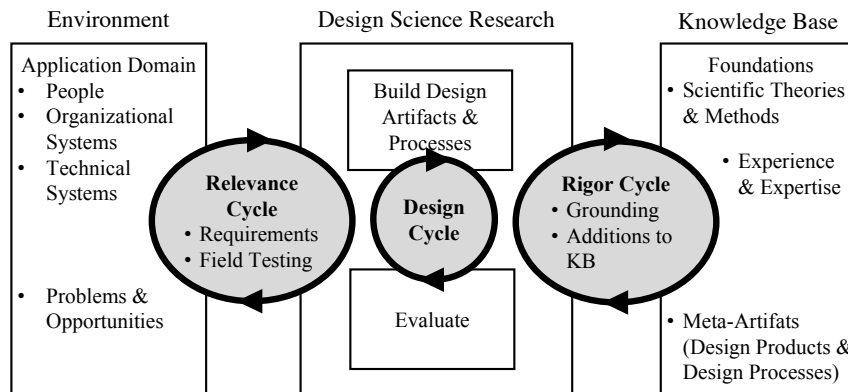 Environment
Application Domain
• People
• Organizational
Systems
• Technical
Systems
• Problems &
Opportunities
Relevance
Cycle
• Requirements
• Field Testing
Design Science Research
Build Design
Artifacts &
Processes
Design
Cycle
Evaluate
Rigor Cycle
• Grounding
• Additions to
KB
Knowledge Base
Foundations
• Scientific Theories
& Methods
• Experience
& Expertise
• Meta-Artifats
(Design Products &
Design Processes)